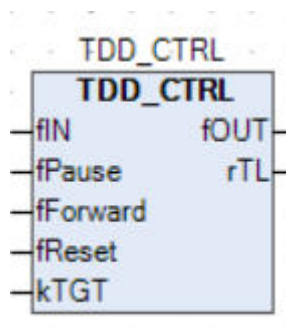 TDD_CTRL
TDD_CTRL
fIN fOUT
fPause rTL
fForward
fReset
kTGT